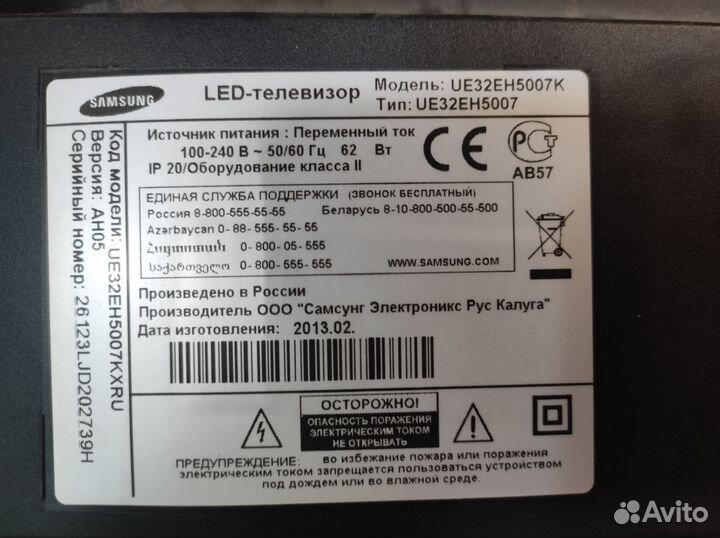 SAMSUNG
LED-телевизор
Модель: UE32EH5007K
Тип: UE32EH5007
Код модели: UE32EH5007KXRU
Версия: AH05
Серийный номер: 26123LJD202739H
Источник питания : Переменный ток
100-240 В ~ 50/60 Гц 62 Вт
IP 20/Оборудование класса II
CE
АВ57
ЕДИНАЯ СЛУЖБА ПОДДЕРЖКИ (ЗВОНОК БЕСПЛАТНЫЙ)
Россия 8-800-555-55-55 Беларусь 8-10-800-500-55-500
Azərbaycan 0- 88- 555- 55- 55
Հայաստան 0- 800- 05- 555
საქართველო 0- 800- 555- 555
WWW.SAMSUNG.COM
Произведено в России
Производитель ООО "Самсунг Электроникс Рус Калуга"
Дата изготовления: 2013.02.
ОСТОРОЖНО!
ОПАСНОСТЬ ПОРАЖЕНИЯ
ЭЛЕКТРИЧЕСКИМ ТОКОМ
НЕ ОТКРЫВАТЬ
ПРЕДУПРЕЖДЕНИЕ: во избежание пожара или поражения
электрическим током запрещается пользоваться устройством
под дождем или во влажной среде.
Avito